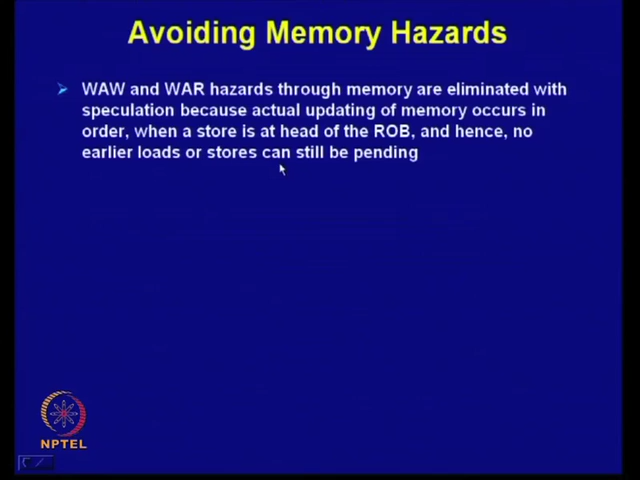 Avoiding Memory Hazards
WAW and WAR hazards through memory are eliminated with
speculation because actual updating of memory occurs in
order, when a store is at head of the ROB, and hence, no
earlier loads or stores can still be pending
NPTEL